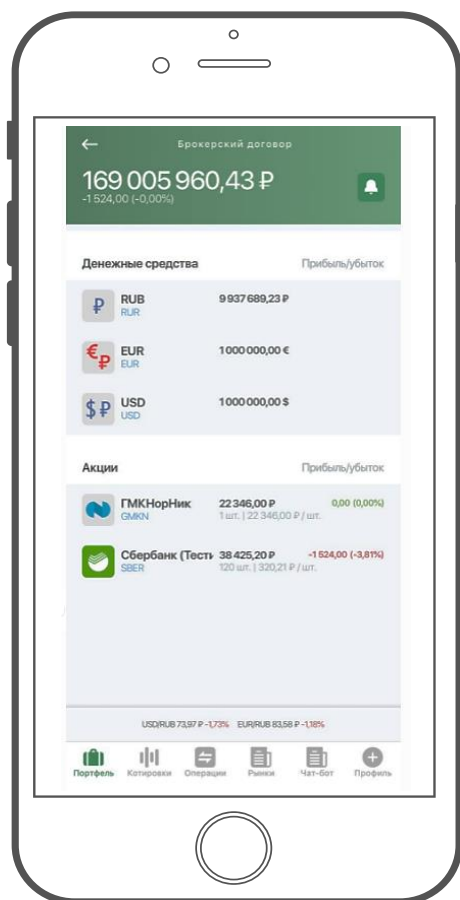 Брокерский договор
169 005 960,43 ₽
-1 524,00 (-0,00%)
Денежные средства Прибыль/убыток
RUB 9 937 689,23 ₽
RUR
EUR 1 000 000,00 €
EUR
USD 1 000 000,00 $
USD
Акции Прибыль/убыток
ГМКНорНик 22 346,00 ₽ 0,00 (0,00%)
GMKN 1 шт. | 22 346,00 ₽ / шт.
Сбербанк (Тести 38 425,20 ₽ -1 524,00 (-3,81%)
SBER 120 шт. | 320,21 ₽ / шт.
USD/RUB 73,97 ₽ -1,73% EUR/RUB 83,58 ₽ -1,18%
Портфель Котировки Операции Рынки Чат-бот Профиль